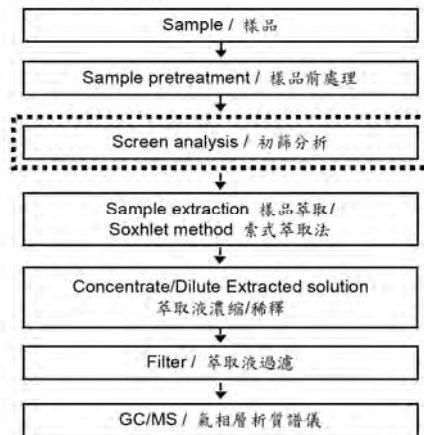 Sample / 樣品
Sample pretreatment / 樣品前處理
Screen analysis / 初篩分析
Sample extraction 樣品萃取/
Soxhlet method 索式萃取法
Concentrate/Dilute Extracted solution
萃取液濃縮/稀釋
Filter / 萃取液過濾
GC/MS / 氣相層析質譜儀